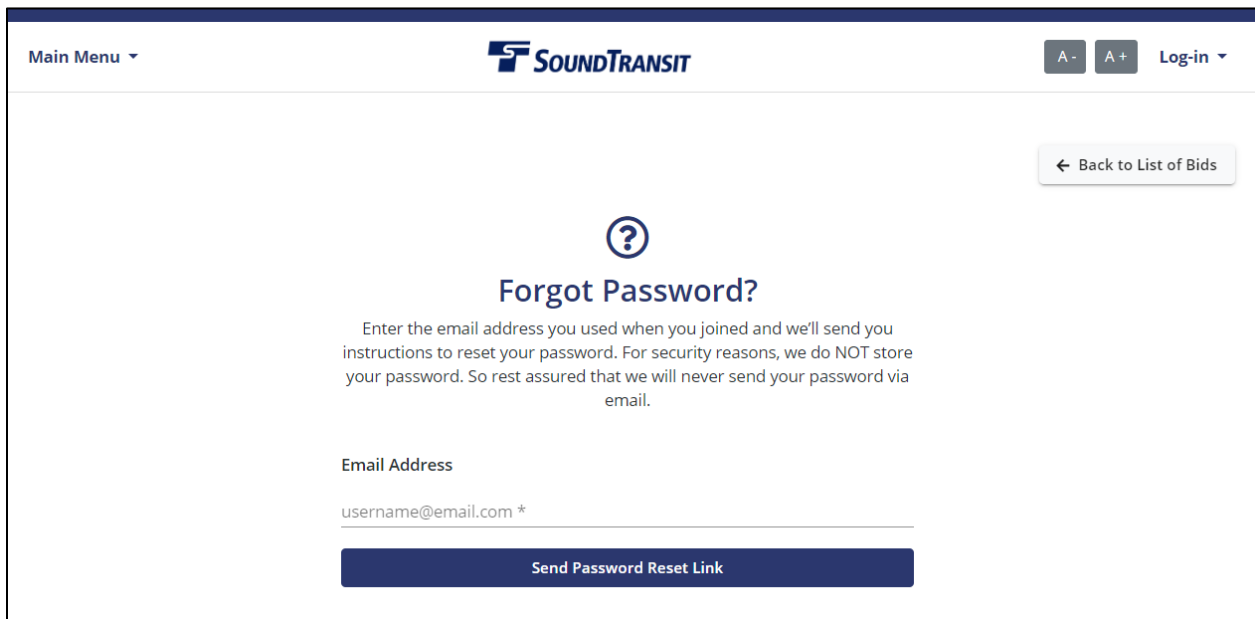 Main Menu
SoundTransit
A -
A +
Log-in
← Back to List of Bids
?
Forgot Password?
Enter the email address you used when you joined and we'll send you
instructions to reset your password. For security reasons, we do NOT store
your password. So rest assured that we will never send your password via
email.
Email Address
username@email.com *
Send Password Reset Link